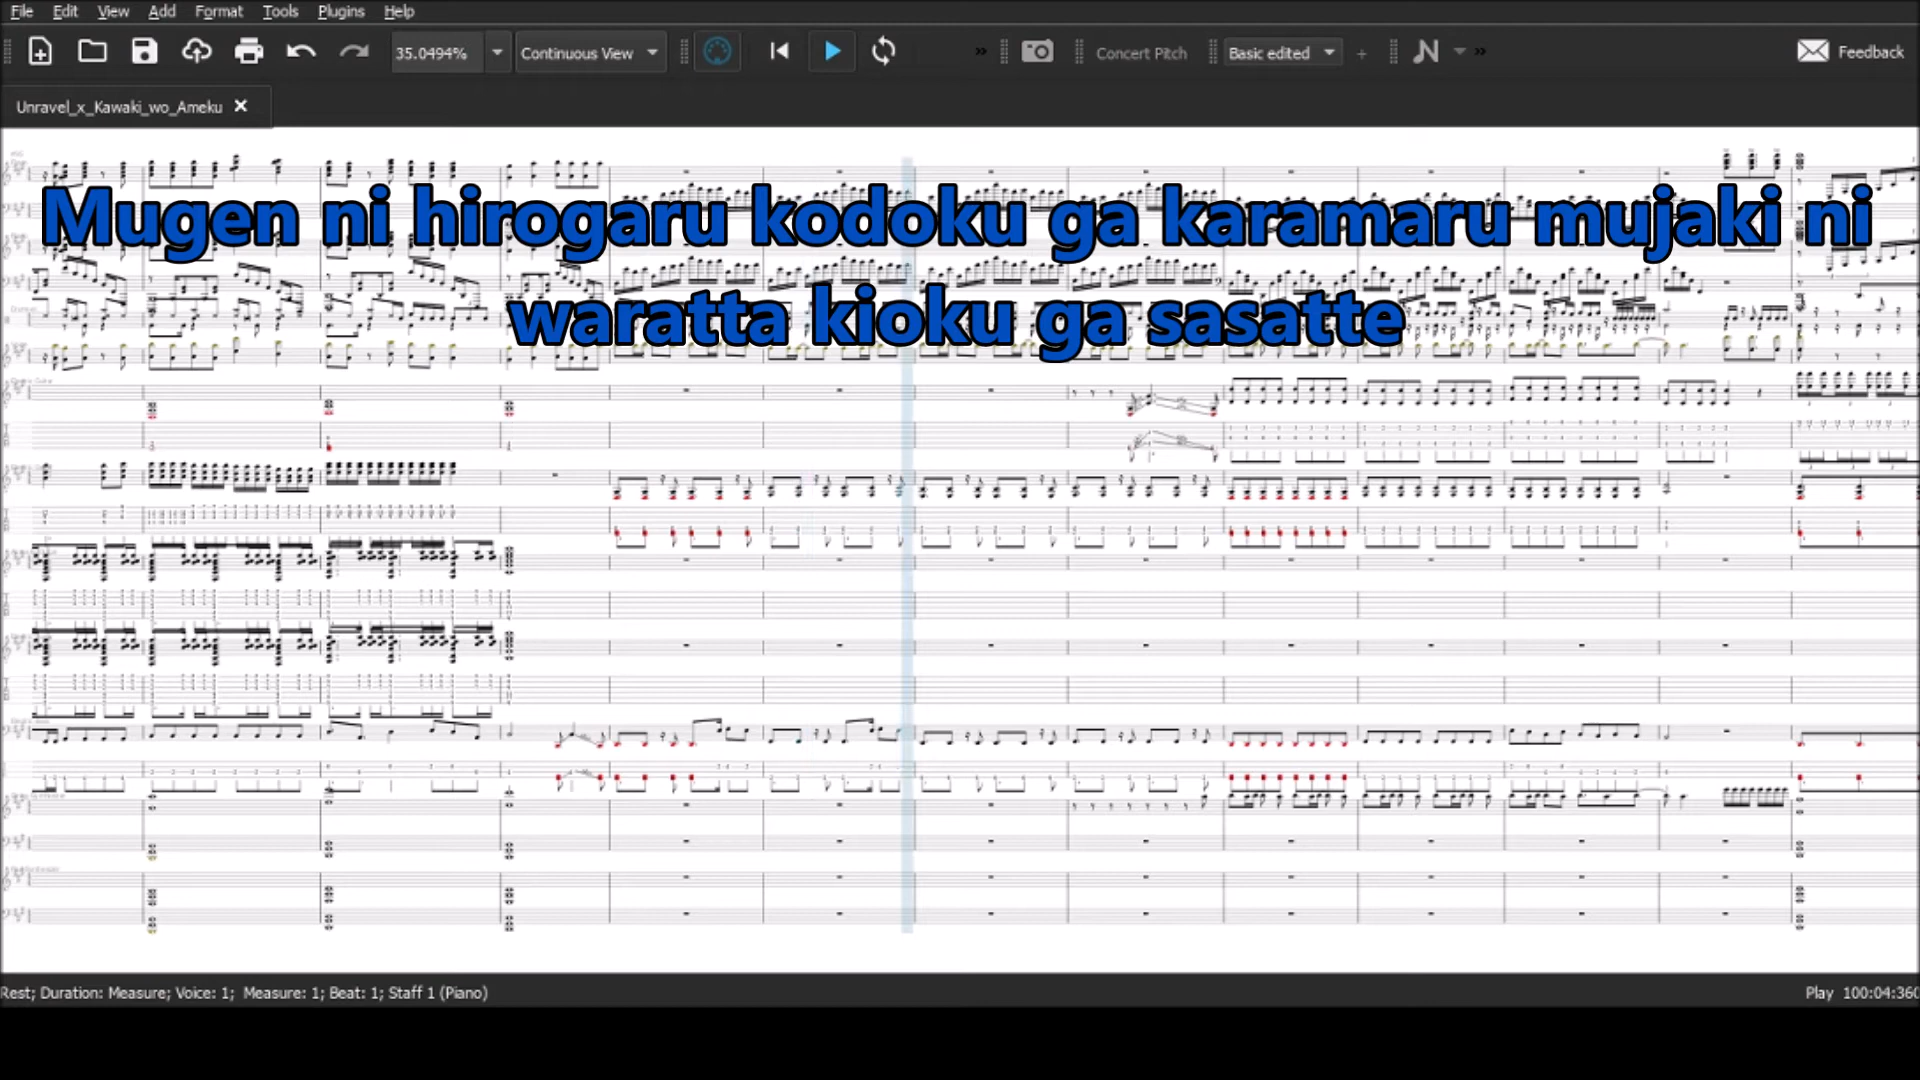 File Edit View Add Format Tools Plugins Help
35.0494% Continuous View Concert Pitch Basic edited Feedback
Unravel_x_Kawaki_wo_Ameku
Mugen ni hirogaru kodoku ga karamaru mujaki ni
waratta kioku ga sasatte
Rest; Duration: Measure; Voice: 1; Measure: 1; Beat: 1; Staff 1 (Piano) Play 100:04:360